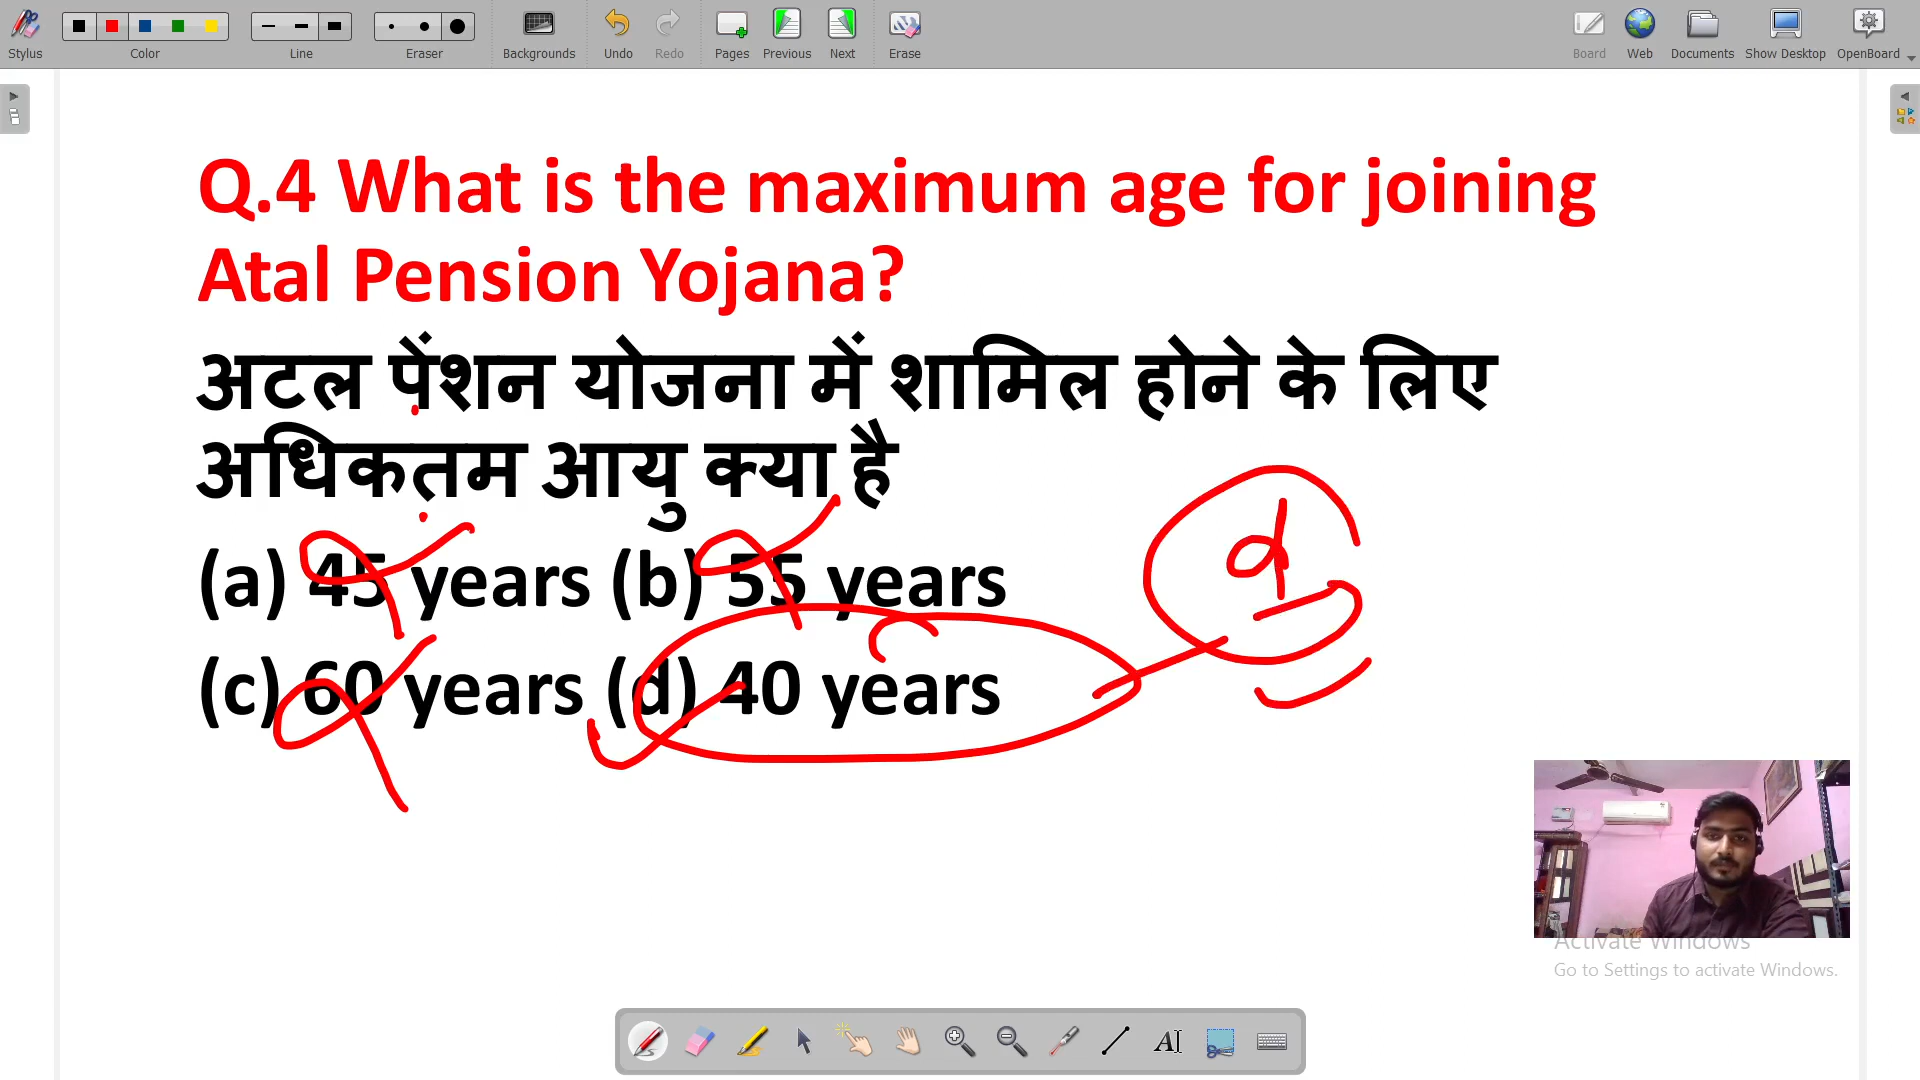 Stylus Color Line Eraser Backgrounds Undo Redo Pages Previous Next Erase Board Web Documents Show Desktop OpenBoard
Q.4 What is the maximum age for joining
Atal Pension Yojana?
अटल पेंशन योजना में शामिल होने के लिए
अधिकतम आयु क्या है
(a) 45 years (b) 55 years
(c) 60 years (d) 40 years
d
Activate Windows
Go to Settings to activate Windows.